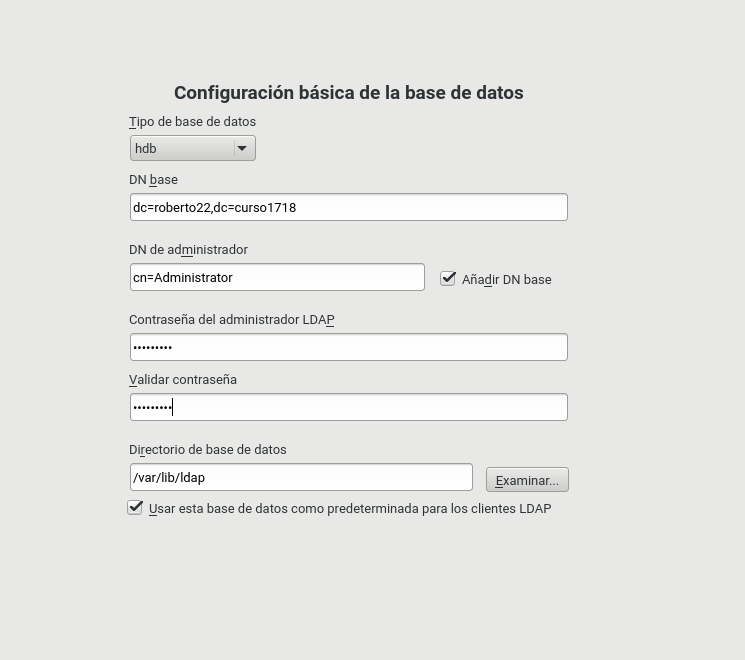 Configuración básica de la base de datos
Tipo de base de datos
hdb
DN base
dc=roberto22,dc=curso1718
DN de administrador
cn=Administrator
Añadir DN base
Contraseña del administrador LDAP
•••••••••
Validar contraseña
•••••••••
Directorio de base de datos
/var/lib/ldap
Examinar...
Usar esta base de datos como predeterminada para los clientes LDAP